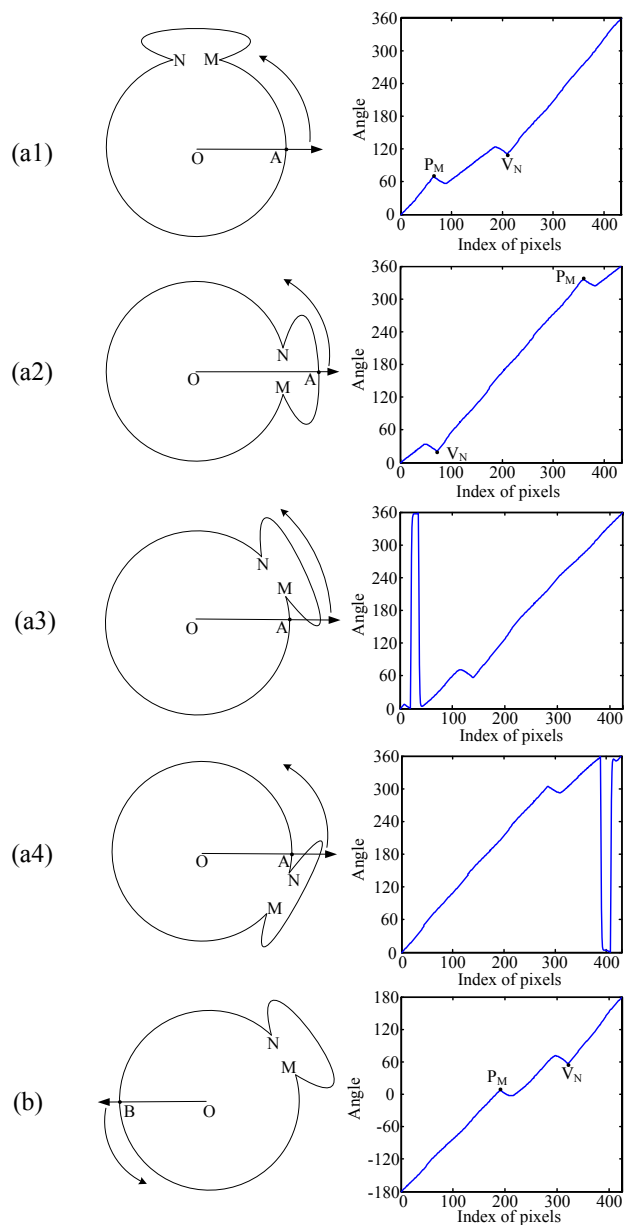 (a1)
N M
O A
Angle
360
300
240
180
120
60
0
P_M
V_N
0 100 200 300 400
Index of pixels
(a2)
N
O A
M
Angle
360
300
240
180
120
60
0
P_M
V_N
0 100 200 300 400
Index of pixels
(a3)
N
M
O A
Angle
360
300
240
180
120
60
0
0 100 200 300 400
Index of pixels
(a4)
O A
N
M
Angle
360
300
240
180
120
60
0
0 100 200 300 400
Index of pixels
(b)
N
M
B O
Angle
180
120
60
0
-120
-180
P_M
V_N
0 100 200 300 400
Index of pixels